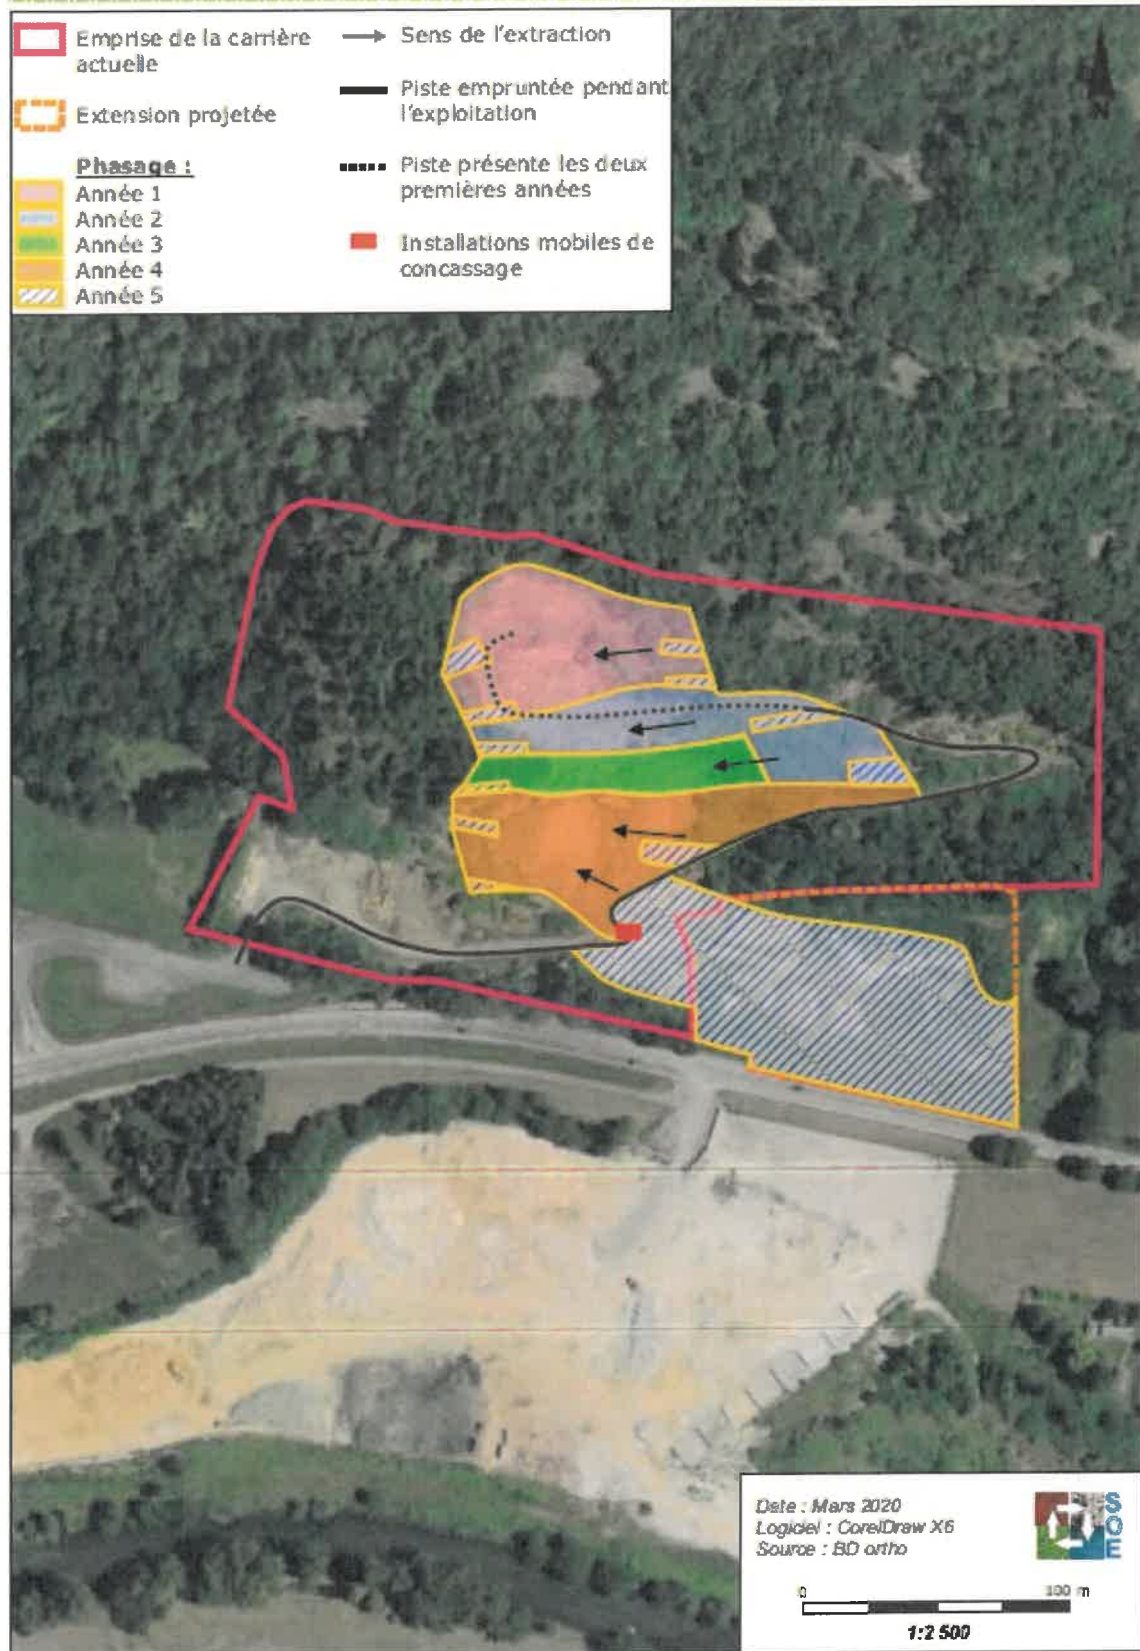 Emprise de la carrière
actuelle
Extension projetée
Phasage :
Année 1
Année 2
Année 3
Année 4
Année 5
Sens de l'extraction
Piste empruntée pendant
l'exploitation
Piste présente les deux
premières années
Installations mobiles de
concassage
Date : Mars 2020
Logiciel : CorelDraw X6
Source : BD ortho
SOE
0 100 m
1:2 500